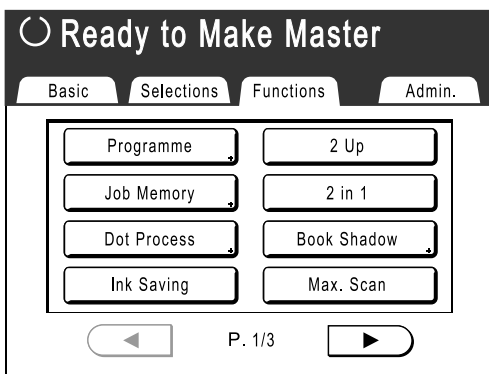 Ready to Make Master
Basic Selections Functions Admin.
Programme 2 Up
Job Memory 2 in 1
Dot Process Book Shadow
Ink Saving Max. Scan
P. 1/3